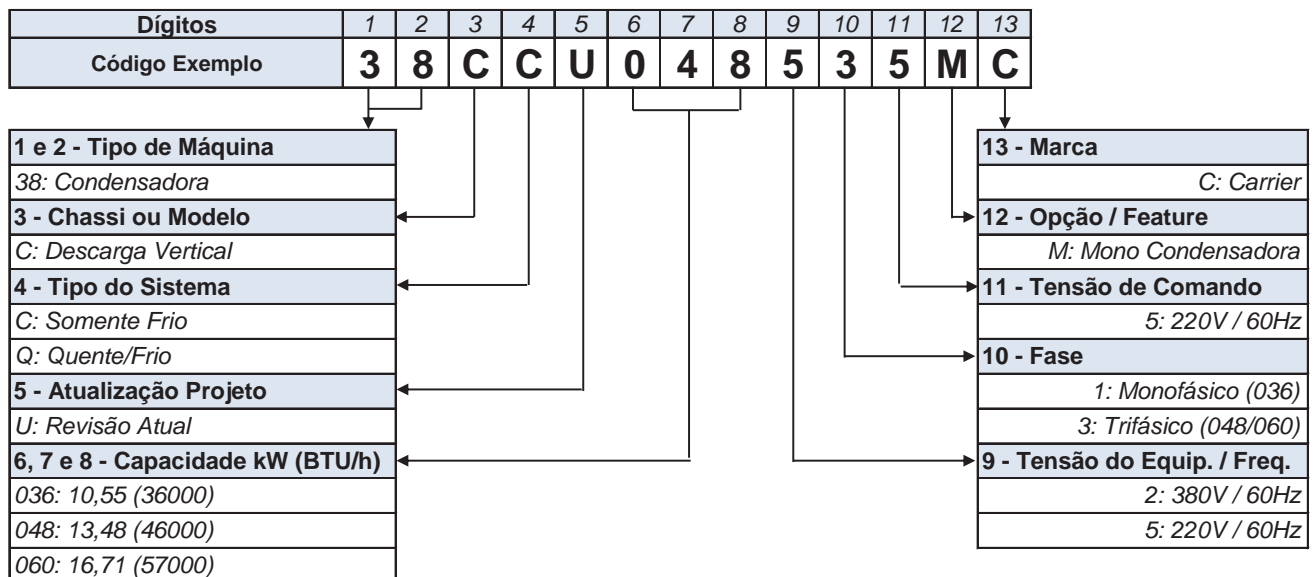 Dígitos 1 2 3 4 5 6 7 8 9 10 11 12 13
Código Exemplo 3 8 C C U 0 4 8 5 3 5 M C
1 e 2 - Tipo de Máquina
38: Condensadora
3 - Chassi ou Modelo
C: Descarga Vertical
4 - Tipo do Sistema
C: Somente Frio
Q: Quente/Frio
5 - Atualização Projeto
U: Revisão Atual
6, 7 e 8 - Capacidade kW (BTU/h)
036: 10,55 (36000)
048: 13,48 (46000)
060: 16,71 (57000)
13 - Marca
C: Carrier
12 - Opção / Feature
M: Mono Condensadora
11 - Tensão de Comando
5: 220V / 60Hz
10 - Fase
1: Monofásico (036)
3: Trifásico (048/060)
9 - Tensão do Equip. / Freq.
2: 380V / 60Hz
5: 220V / 60Hz